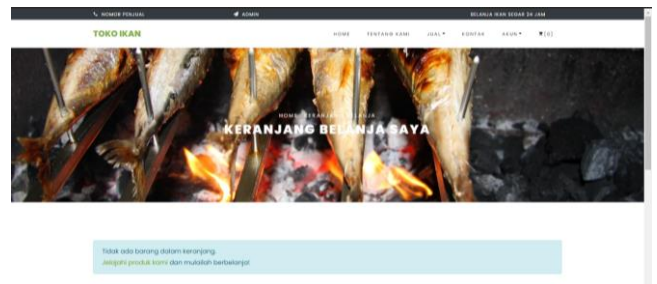 NOMOR PENJUAL
ADMIN
BELANJA IKAN SEGAR 24 JAM
TOKO IKAN
HOME
TENTANG KAMI
JUAL
KONTAK
AKUN
[0]
HOME KERANJANG BELANJA
KERANJANG BELANJA SAYA
Tidak ada barang dalam keranjang.
Jelajahi produk kami dan mulailah berbelanja!